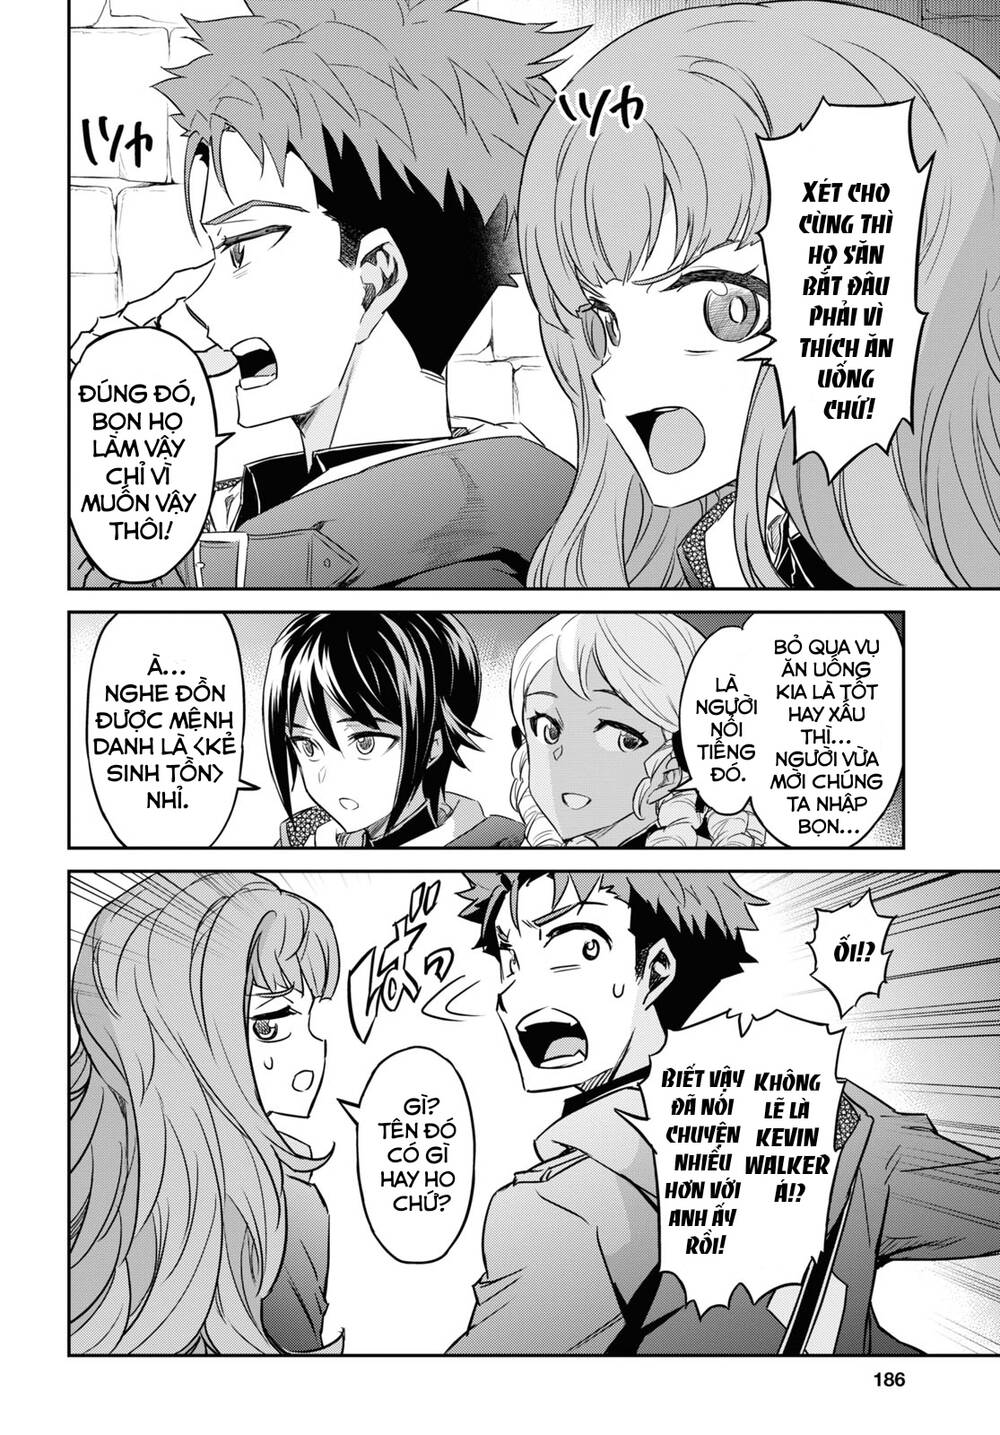 ツカ
XÉT CHO
CÙNG THÌ
HỌ SĂN
BẮT ĐÂU
PHẢI VÌ
THÍCH ĂN
UỐNG
CHỨ!
ツカ
ĐÚNG ĐÓ,
BỌN HỌ
LÀM VẬY
CHỈ VÌ
MUỐN VẬY
THÔI!
BỎ QUA VỤ
ĂN UỐNG
KIA LÀ TỐT
HAY XẤU
THÌ...
NGƯỜI VỪA
MỚI CHÚNG
TA NHẬP
BỌN...
LÀ
NGƯỜI
NỔI
TIẾNG
ĐÓ.
À...
NGHE ĐỒN
ĐƯỢC MỆNH
DANH LÀ <KẺ
SINH TỒN>
NHỈ.
ỐI!?
KHÔNG
LẼ LÀ
KEVIN
WALKER
Á!?
BIẾT VẬY
ĐÃ NÓI
CHUYỆN
NHIỀU
HƠN VỚI
ANH ẤY
RỒI!
GÌ?
TÊN ĐÓ
CÓ GÌ
HAY HO
CHỨ?
186